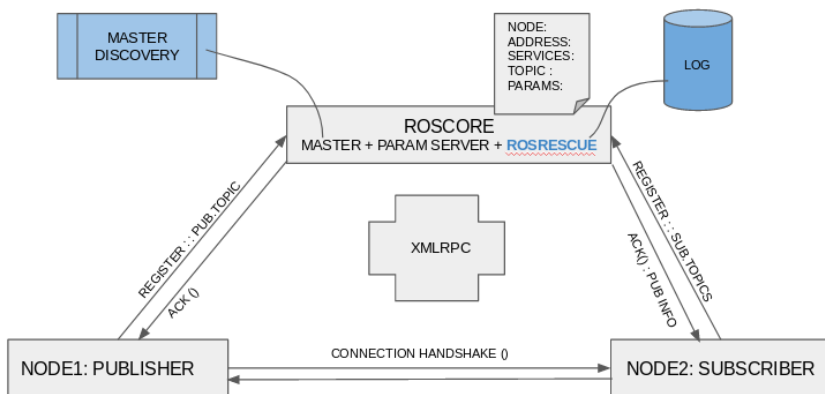 MASTER
DISCOVERY
NODE:
ADDRESS:
SERVICES:
TOPIC :
PARAMS:
LOG
ROSCORE
MASTER + PARAM SERVER + ROSRESCUE
REGISTER : : PUB.TOPIC
ACK ()
XMLRPC
REGISTER : : SUB.TOPICS
ACK() : PUB INFO
NODE1: PUBLISHER
CONNECTION HANDSHAKE ()
NODE2: SUBSCRIBER